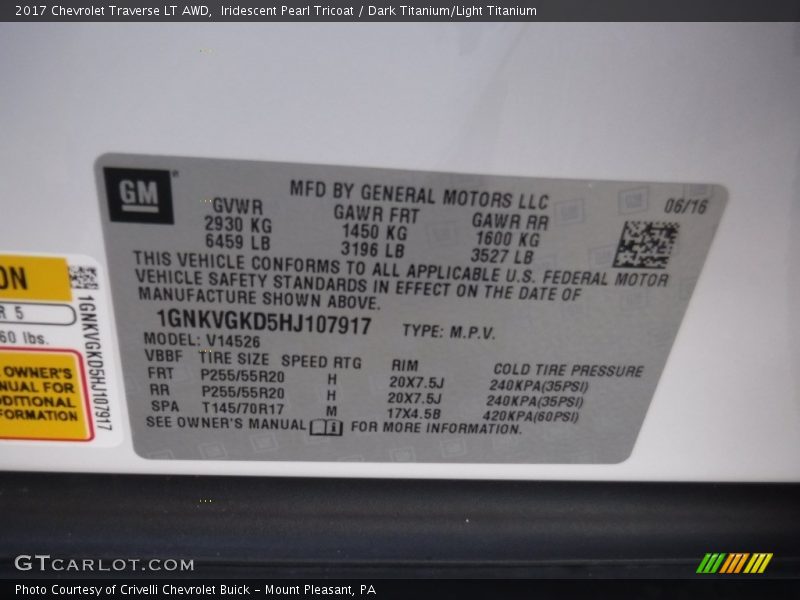 2017 Chevrolet Traverse LT AWD,  Iridescent Pearl Tricoat / Dark Titanium/Light Titanium
GM
MFD BY GENERAL MOTORS LLC
06/16
GVWR GAWR FRT GAWR RR
2930 KG 1450 KG 1600 KG
6459 LB 3196 LB 3527 LB
THIS VEHICLE CONFORMS TO ALL APPLICABLE U.S. FEDERAL MOTOR
VEHICLE SAFETY STANDARDS IN EFFECT ON THE DATE OF
MANUFACTURE SHOWN ABOVE.
1GNKVGKD5HJ107917 TYPE: M.P.V.
MODEL: V14526
VBBF TIRE SIZE SPEED RTG RIM COLD TIRE PRESSURE
FRT P255/55R20 H 20X7.5J 240KPA(35PSI)
RR P255/55R20 H 20X7.5J 240KPA(35PSI)
SPA T145/70R17 M 17X4.5B 420KPA(60PSI)
SEE OWNER'S MANUAL i FOR MORE INFORMATION.
ON
R 5
60 lbs.
OWNER'S
NUAL FOR
DDITIONAL
FORMATION
1GNKVGKD5HJ107917
GTCARLOT.COM
Photo Courtesy of Crivelli Chevrolet Buick - Mount Pleasant, PA